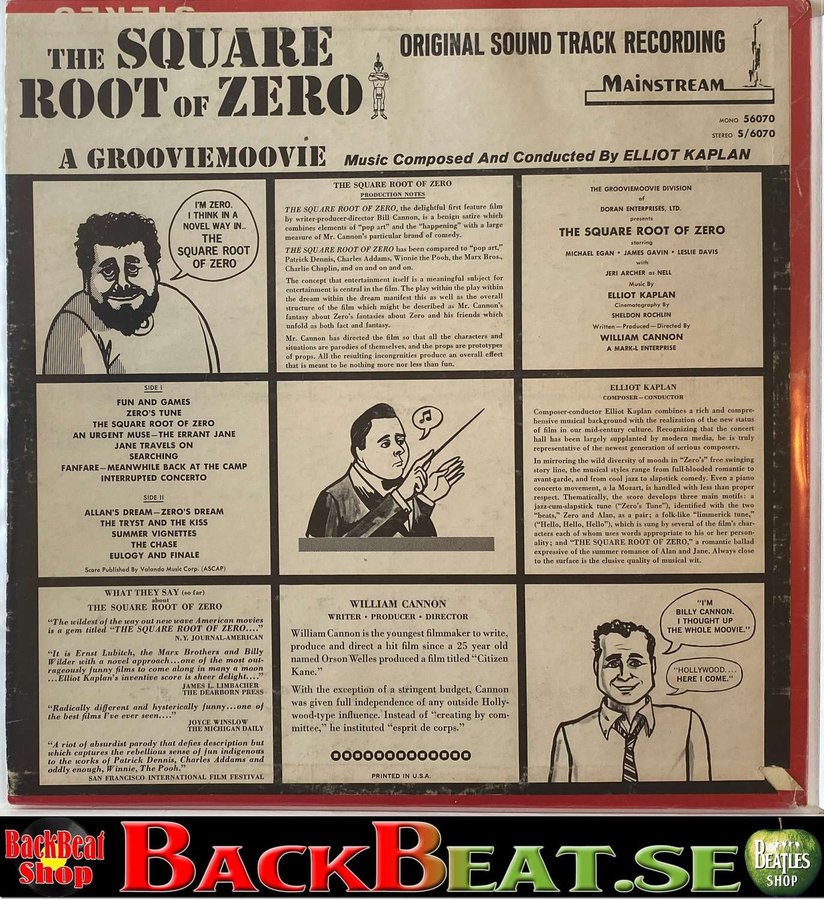 STEREO
THE SQUARE
ROOT OF ZERO
ORIGINAL SOUND TRACK RECORDING
MAINSTREAM
MONO 56070
STEREO S/6070
A GROOVIEMOOVIE
Music Composed And Conducted By ELLIOT KAPLAN
I'M ZERO.
I THINK IN A
NOVEL WAY IN..
THE
SQUARE ROOT
OF ZERO
THE SQUARE ROOT OF ZERO
PRODUCTION NOTES
THE SQUARE ROOT OF ZERO, the delightful first feature film
by writer-producer-director Bill Cannon, is a benign satire which
combines elements of "pop art" and the "happening" with a large
measure of Mr. Cannon's particular brand of comedy.
THE SQUARE ROOT OF ZERO has been compared to "pop art,"
Patrick Dennis, Charles Addams, Winnie the Pooh, the Marx Bros.,
Charlie Chaplin, and on and on and on.
The concept that entertainment itself is a meaningful subject for
entertainment is central in the film. The play within the play within
the dream within the dream manifest this as well as the overall
structure of the film which might be described as Mr. Cannon's
fantasy about Zero's fantasies about Zero and his friends which
unfold as both fact and fantasy.
Mr. Cannon has directed the film so that all the characters and
situations are parodies of themselves, and the props are prototypes
of props. All the resulting incongruities produce an overall effect
that is meant to be nothing more nor less than fun.
THE GROOVIEMOOVIE DIVISION
of
DORAN ENTERPRISES, LTD.
presents
THE SQUARE ROOT OF ZERO
starring
MICHAEL EGAN • JAMES GAVIN • LESLIE DAVIS
with
JERI ARCHER as NELL
Music By
ELLIOT KAPLAN
Cinematography By
SHELDON ROCHLIN
Written—Produced—Directed By
WILLIAM CANNON
A MARK-L ENTERPRISE
SIDE I
FUN AND GAMES
ZERO'S TUNE
THE SQUARE ROOT OF ZERO
AN URGENT MUSE—THE ERRANT JANE
JANE TRAVELS ON
SEARCHING
FANFARE—MEANWHILE BACK AT THE CAMP
INTERRUPTED CONCERTO
SIDE II
ALLAN'S DREAM—ZERO'S DREAM
THE TRYST AND THE KISS
SUMMER VIGNETTES
THE CHASE
EULOGY AND FINALE
Score Published By Valando Music Corp. (ASCAP)
ELLIOT KAPLAN
COMPOSER—CONDUCTOR
Composer-conductor Elliot Kaplan combines a rich and compre-
hensive musical background with the realization of the new status
of film in our mid-century culture. Recognizing that the concert
hall has been largely supplanted by modern media, he is truly
representative of the newest generation of serious composers.
In mirroring the wild diversity of moods in "Zero's" free swinging
story line, the musical styles range from full-blooded romantic to
avant-garde, and from cool jazz to slapstick comedy. Even a piano
concerto movement, a la Mozart, is handled with less than proper
respect. Thematically, the score develops three main motifs: a
jazz-cum-slapstick tune ("Zero's Tune"), identified with the two
"beats," Zero and Alan, as a pair; a folk-like "limmerick tune,"
("Hello, Hello, Hello"), which is sung by several of the film's char-
acters each of whom uses words appropriate to his or her person-
ality; and "THE SQUARE ROOT OF ZERO," a romantic ballad
expressive of the summer romance of Alan and Jane. Always close
to the surface is the elusive quality of musical wit.
WHAT THEY SAY (so far)
about
THE SQUARE ROOT OF ZERO
"The wildest of the way out new wave American movies
is a gem titled "THE SQUARE ROOT OF ZERO...."
N.Y. JOURNAL-AMERICAN
"It is Ernst Lubitch, the Marx Brothers and Billy
Wilder with a novel approach...one of the most out-
rageously funny films to come along in many a moon
...Elliot Kaplan's inventive score is sheer delight...."
JAMES L. LIMBACHER
THE DEARBORN PRESS
"Radically different and hysterically funny...one of
the best films I've ever seen...."
JOYCE WINSLOW
THE MICHIGAN DAILY
"A riot of absurdist parody that defies description but
which captures the rebellious sense of fun indigenous
to the works of Patrick Dennis, Charles Addams and
oddly enough, Winnie, The Pooh."
SAN FRANCISCO INTERNATIONAL FILM FESTIVAL
WILLIAM CANNON
WRITER • PRODUCER • DIRECTOR
William Cannon is the youngest filmmaker to write,
produce and direct a hit film since a 25 year old
named Orson Welles produced a film titled "Citizen
Kane."
With the exception of a stringent budget, Cannon
was given full independence of any outside Holly-
wood-type influence. Instead of "creating by com-
mittee," he instituted "esprit de corps."
PRINTED IN U.S.A.
"I'M
BILLY CANNON.
I THOUGHT UP
THE WHOLE MOOVIE."
"HOLLYWOOD....
HERE I COME."
BackBeat
Shop
BACKBEAT.SE
BEATLES
SHOP